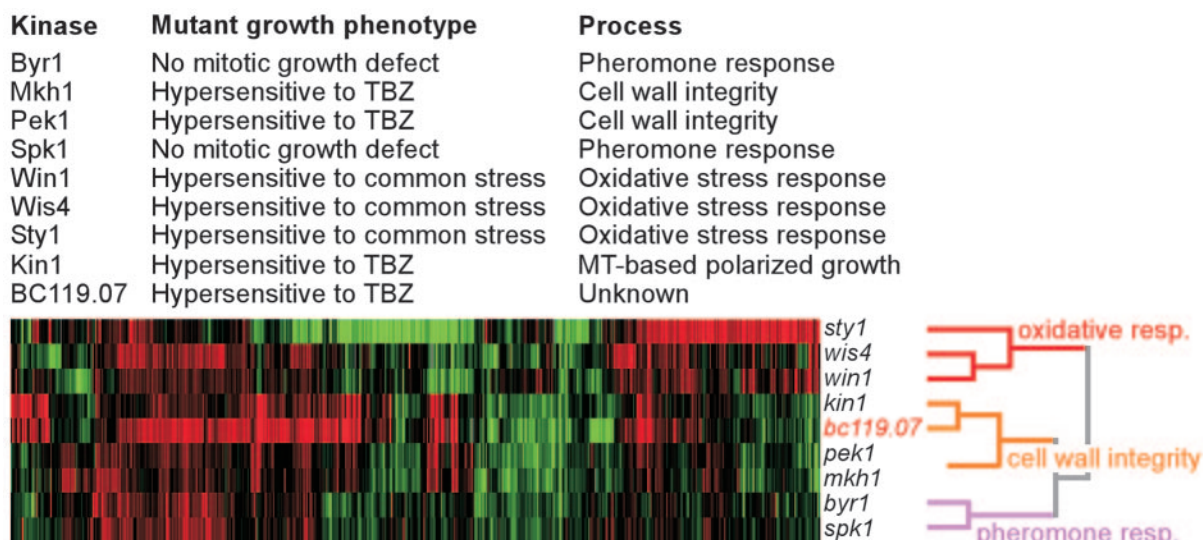 Kinase Mutant growth phenotype Process
Byr1 No mitotic growth defect Pheromone response
Mkh1 Hypersensitive to TBZ Cell wall integrity
Pek1 Hypersensitive to TBZ Cell wall integrity
Spk1 No mitotic growth defect Pheromone response
Win1 Hypersensitive to common stress Oxidative stress response
Wis4 Hypersensitive to common stress Oxidative stress response
Sty1 Hypersensitive to common stress Oxidative stress response
Kin1 Hypersensitive to TBZ MT-based polarized growth
BC119.07 Hypersensitive to TBZ Unknown
sty1 oxidative resp.
wis4
win1
kin1
bc119.07
pek1 cell wall integrity
mkh1
byr1
spk1 pheromone resp.